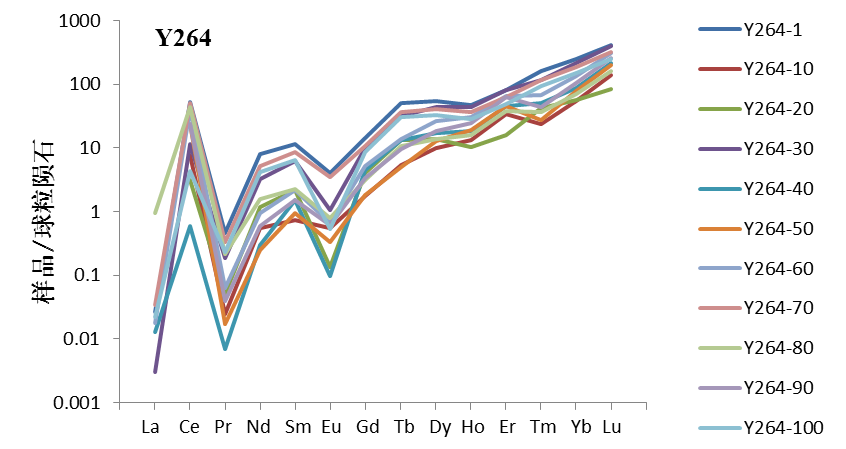 Y264
样品/球粒陨石
1000
100
10
1
0.1
0.01
0.001
La Ce Pr Nd Sm Eu Gd Tb Dy Ho Er Tm Yb Lu
Y264-1
Y264-10
Y264-20
Y264-30
Y264-40
Y264-50
Y264-60
Y264-70
Y264-80
Y264-90
Y264-100